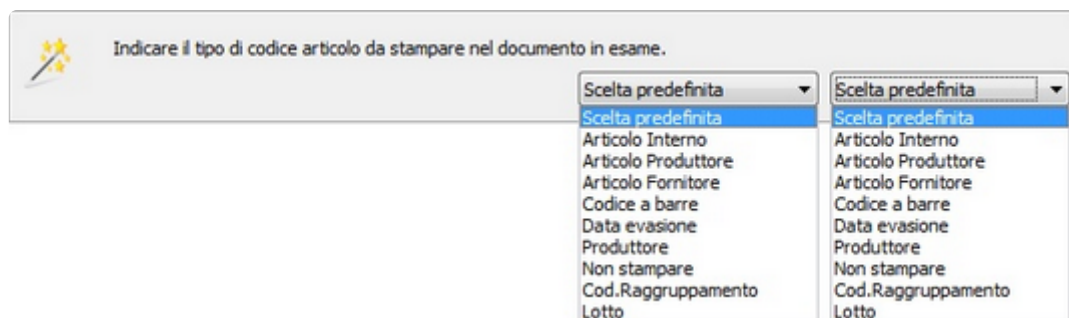 Indicare il tipo di codice articolo da stampare nel documento in esame.
Scelta predefinita
Scelta predefinita
Articolo Interno
Articolo Produttore
Articolo Fornitore
Codice a barre
Data evasione
Produttore
Non stampare
Cod.Raggruppamento
Lotto
Scelta predefinita
Scelta predefinita
Articolo Interno
Articolo Produttore
Articolo Fornitore
Codice a barre
Data evasione
Produttore
Non stampare
Cod.Raggruppamento
Lotto